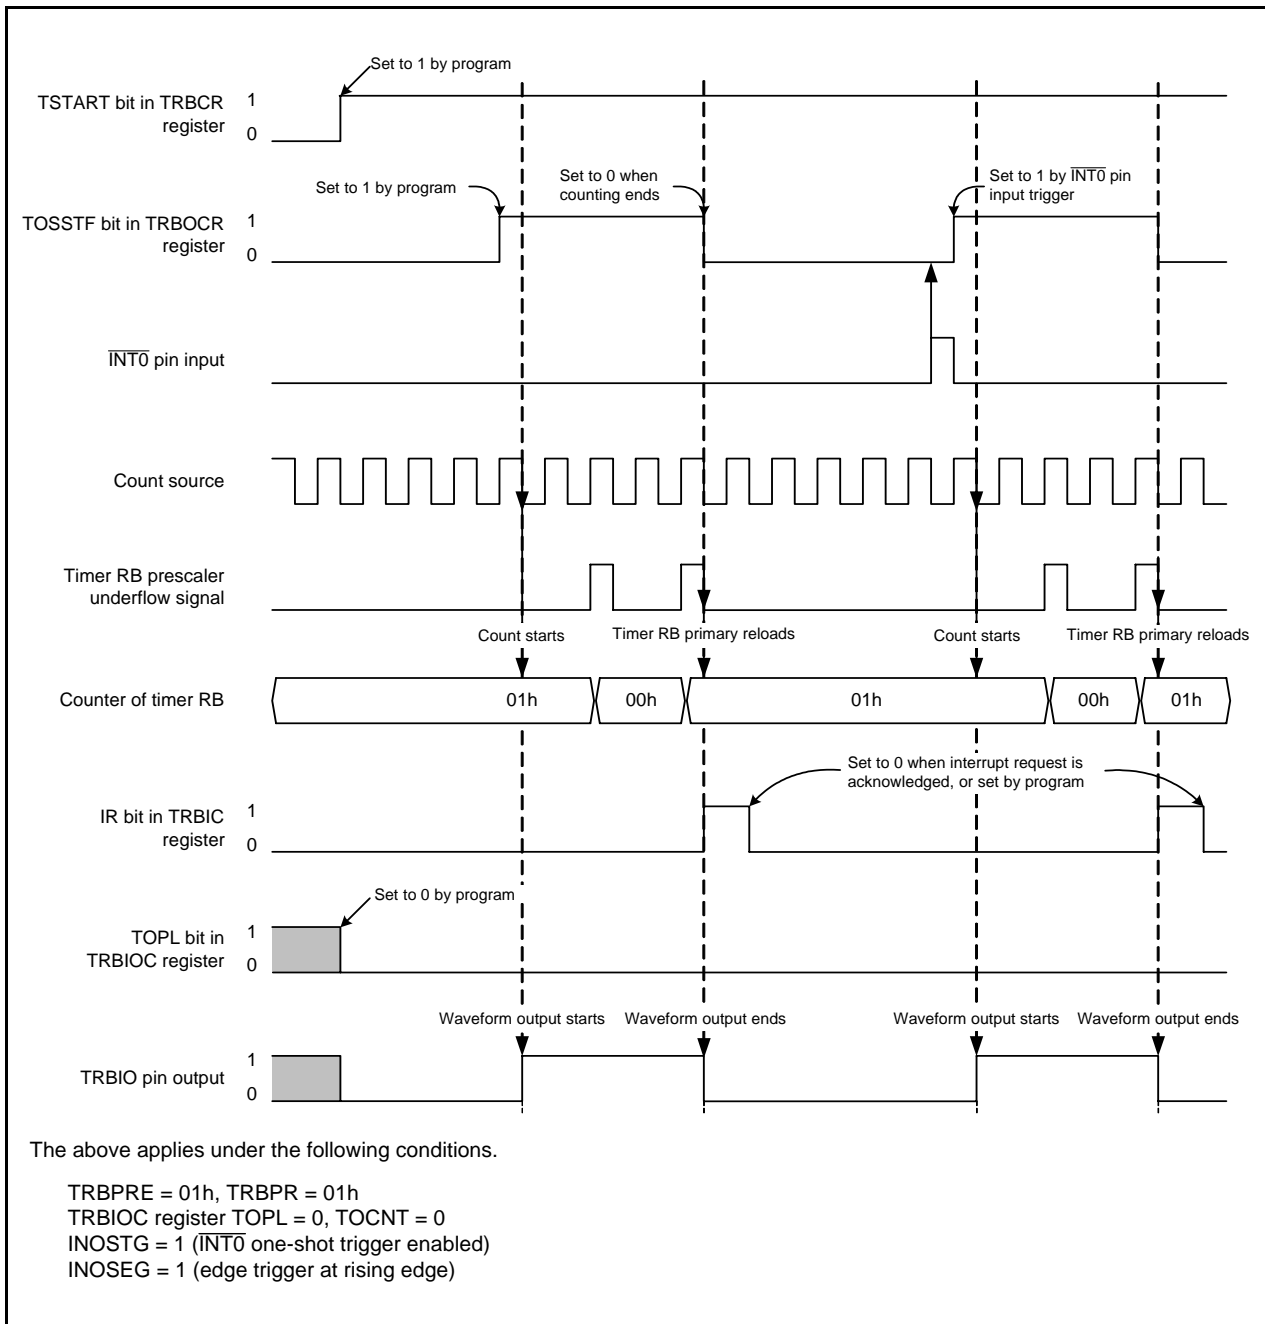 Set to 1 by program
TSTART bit in TRBCR
register
1
0
Set to 1 by program
Set to 0 when
counting ends
Set to 1 by INT0 pin
input trigger
TOSSTF bit in TRBOCR
register
1
0
INT0 pin input
Count source
Timer RB prescaler
underflow signal
Count starts
Timer RB primary reloads
Count starts
Timer RB primary reloads
Counter of timer RB
01h
00h
01h
00h
01h
Set to 0 when interrupt request is
acknowledged, or set by program
IR bit in TRBIC
register
1
0
Set to 0 by program
TOPL bit in
TRBIOC register
1
0
Waveform output starts
Waveform output ends
Waveform output starts
Waveform output ends
TRBIO pin output
1
0
The above applies under the following conditions.
TRBPRE = 01h, TRBPR = 01h
TRBIOC register TOPL = 0, TOCNT = 0
INOSTG = 1 (INT0 one-shot trigger enabled)
INOSEG = 1 (edge trigger at rising edge)